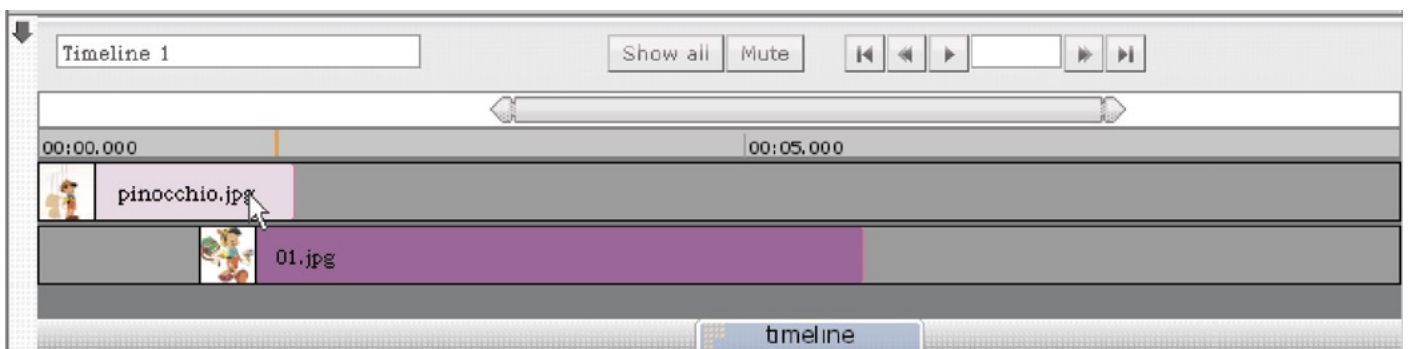 Timeline 1
Show all Mute
00:00.000 00:05.000
pinocchio.jpg
01.jpg
timeline